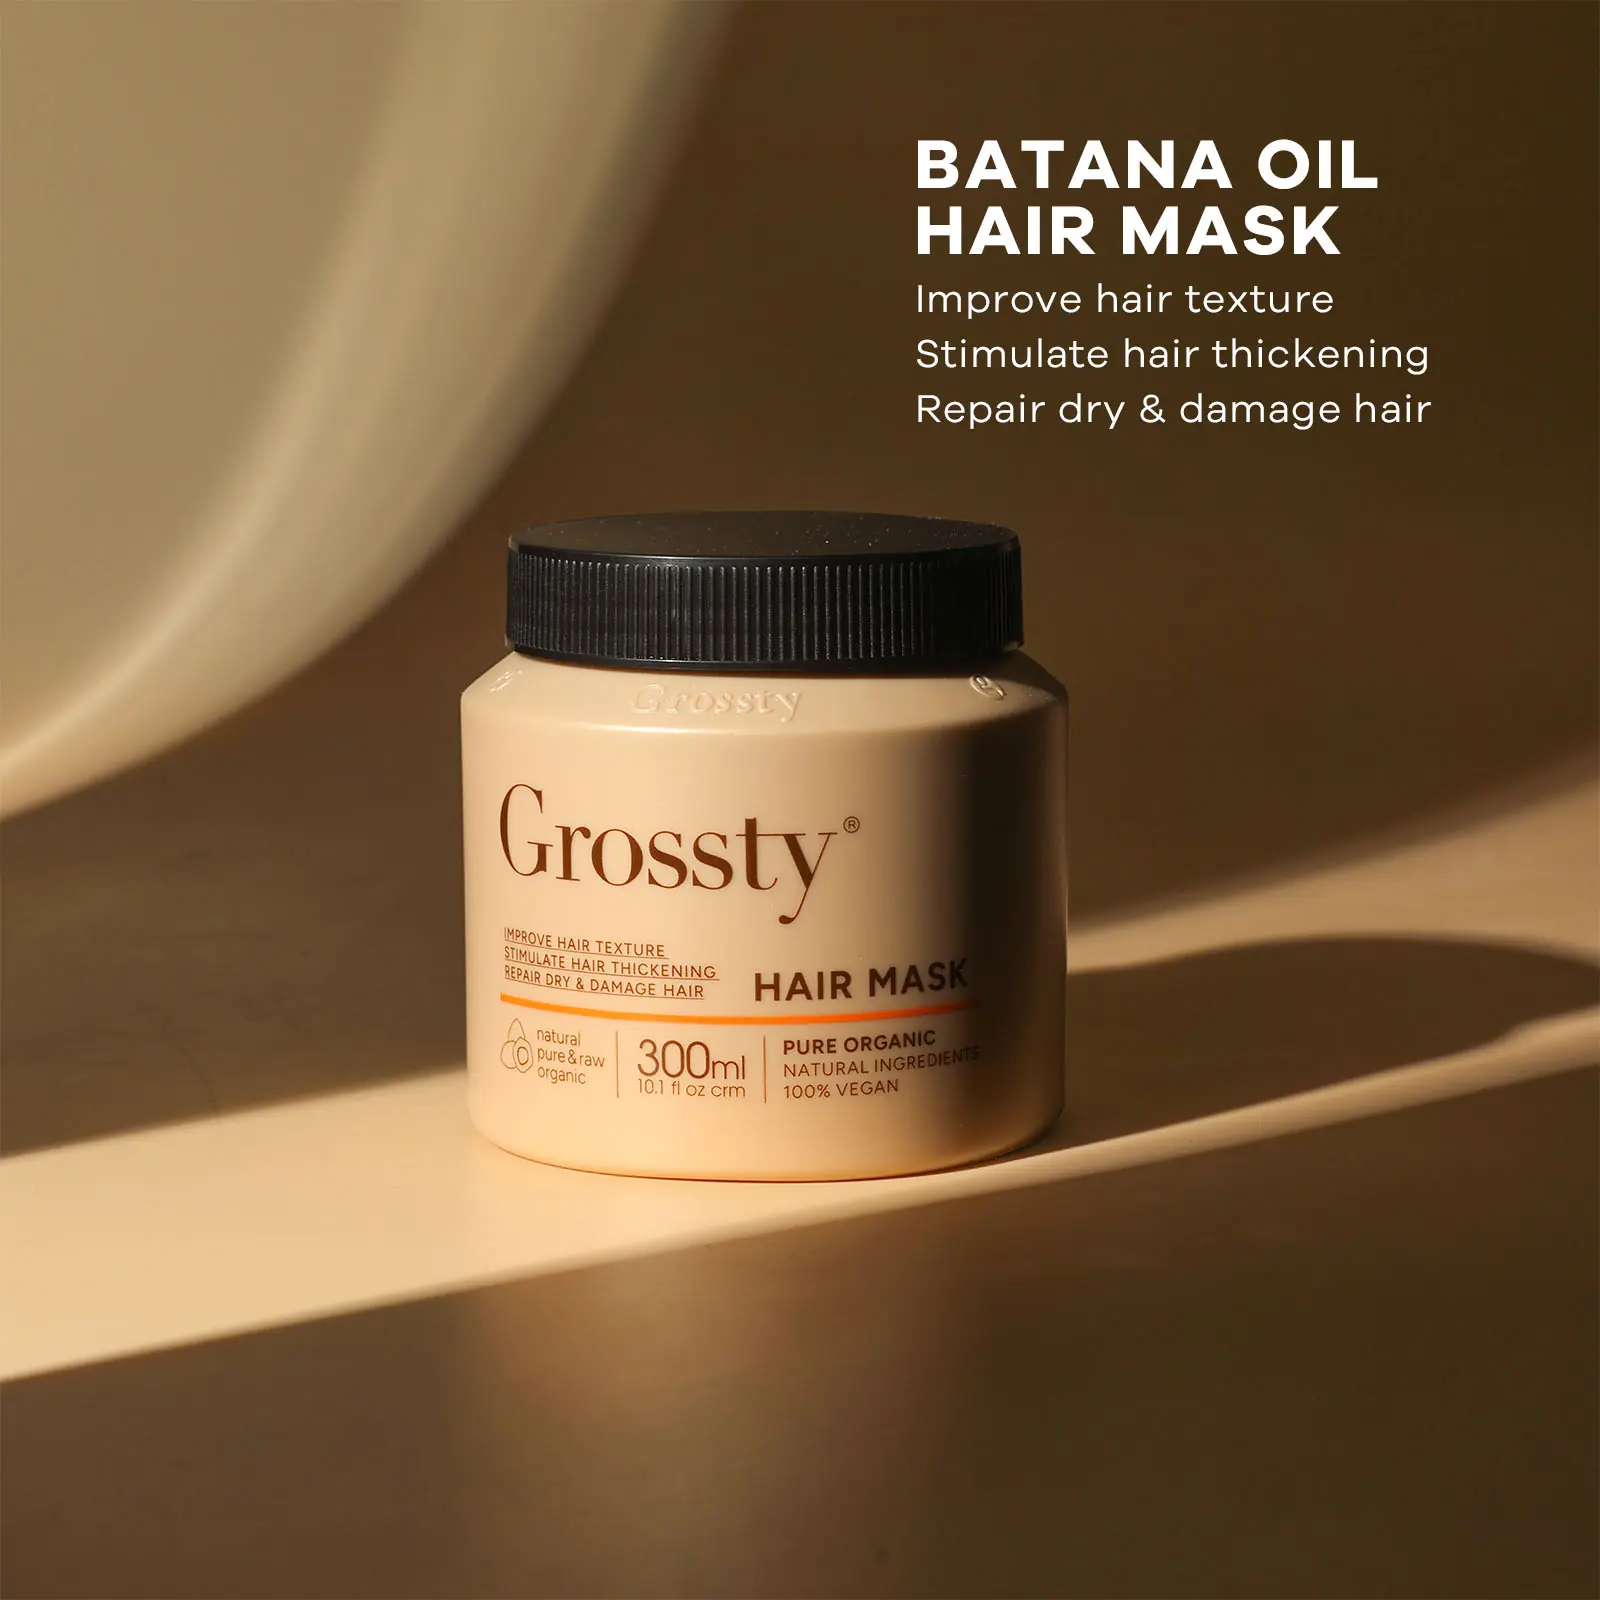 BATANA OIL
HAIR MASK
Improve hair texture
Stimulate hair thickening
Repair dry & damage hair
Grossty
Grossty®
IMPROVE HAIR TEXTURE
STIMULATE HAIR THICKENING
REPAIR DRY & DAMAGE HAIR
HAIR MASK
natural
pure & raw
organic
300ml
10.1 fl oz crm
PURE ORGANIC
NATURAL INGREDIENTS
100% VEGAN